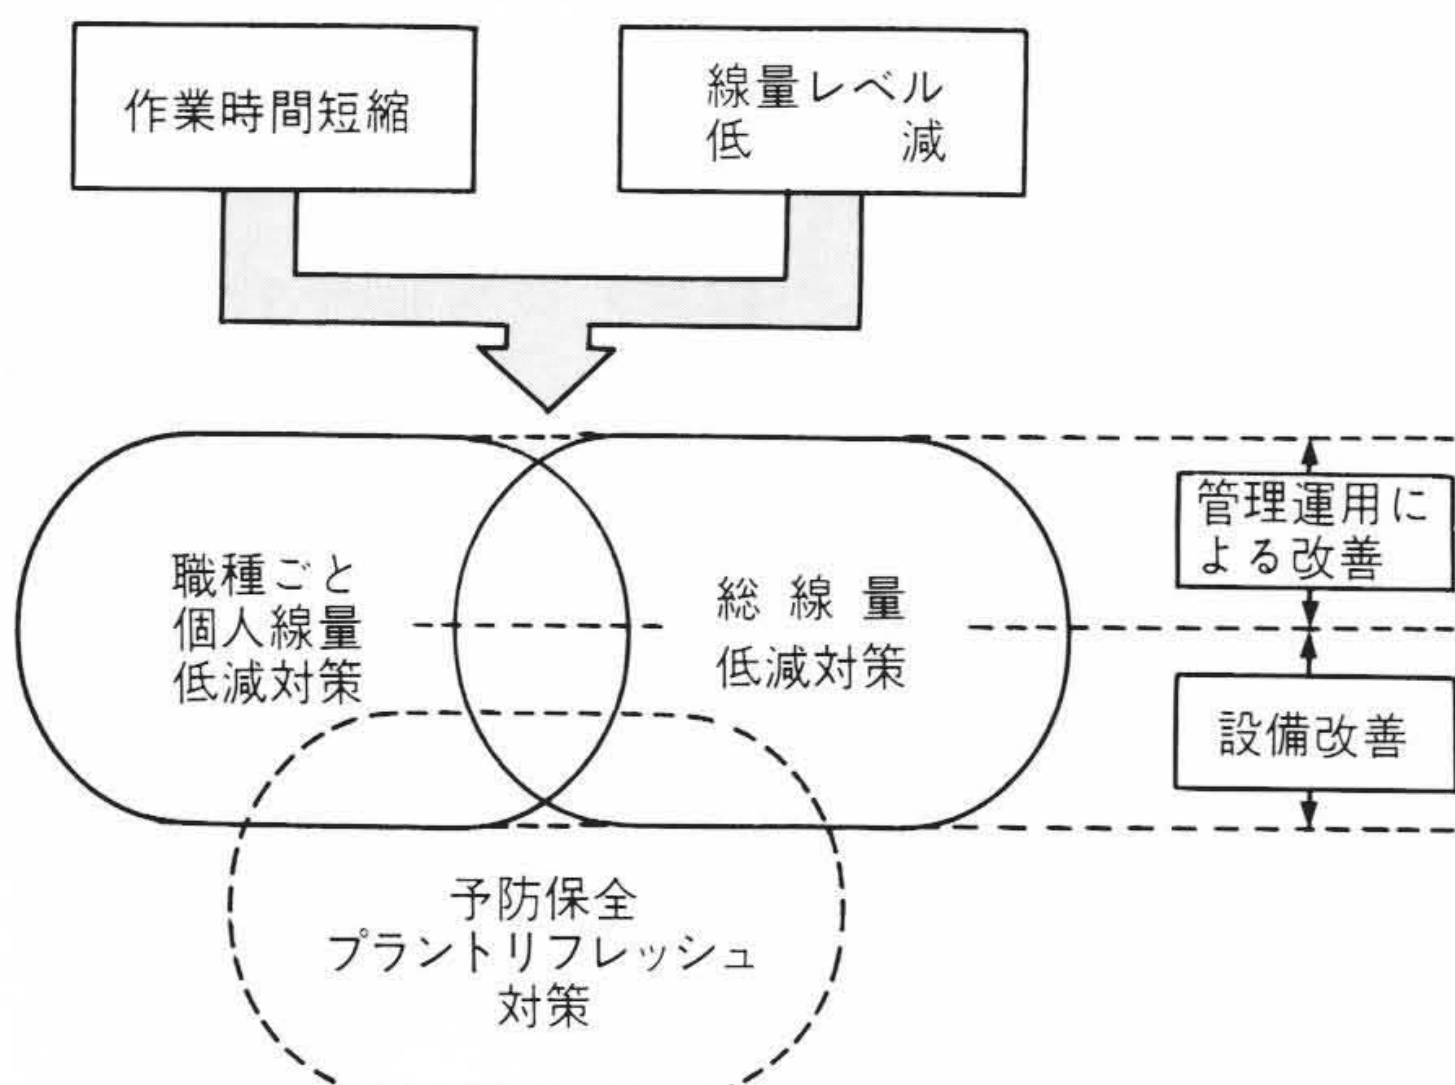 作業時間短縮
線量レベル
低減
職種ごと
個人線量
低減対策
総線量
低減対策
管理運用に
よる改善
設備改善
予防保全
プラントリフレッシュ
対策